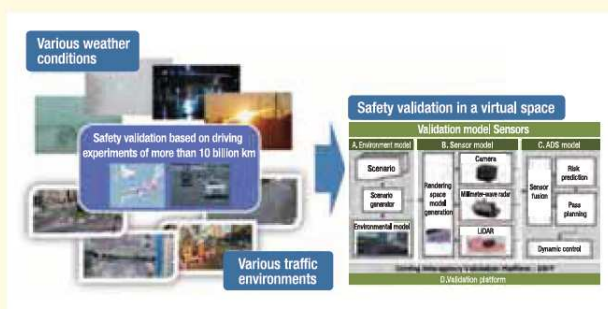 Various weather
conditions
Safety validation based on driving
experiments of more than 10 billion km
Various traffic
environments
Safety validation in a virtual space
Validation model Sensors
A. Environment model
Scenario
Scenario
generator
Environmental model
B. Sensor model
Rendering
space
model
generation
Camera
Millimeter-wave radar
LiDAR
C. ADS model
Sensor
fusion
Risk
prediction
Pass
planning
Dynamic control
D.Validation platform